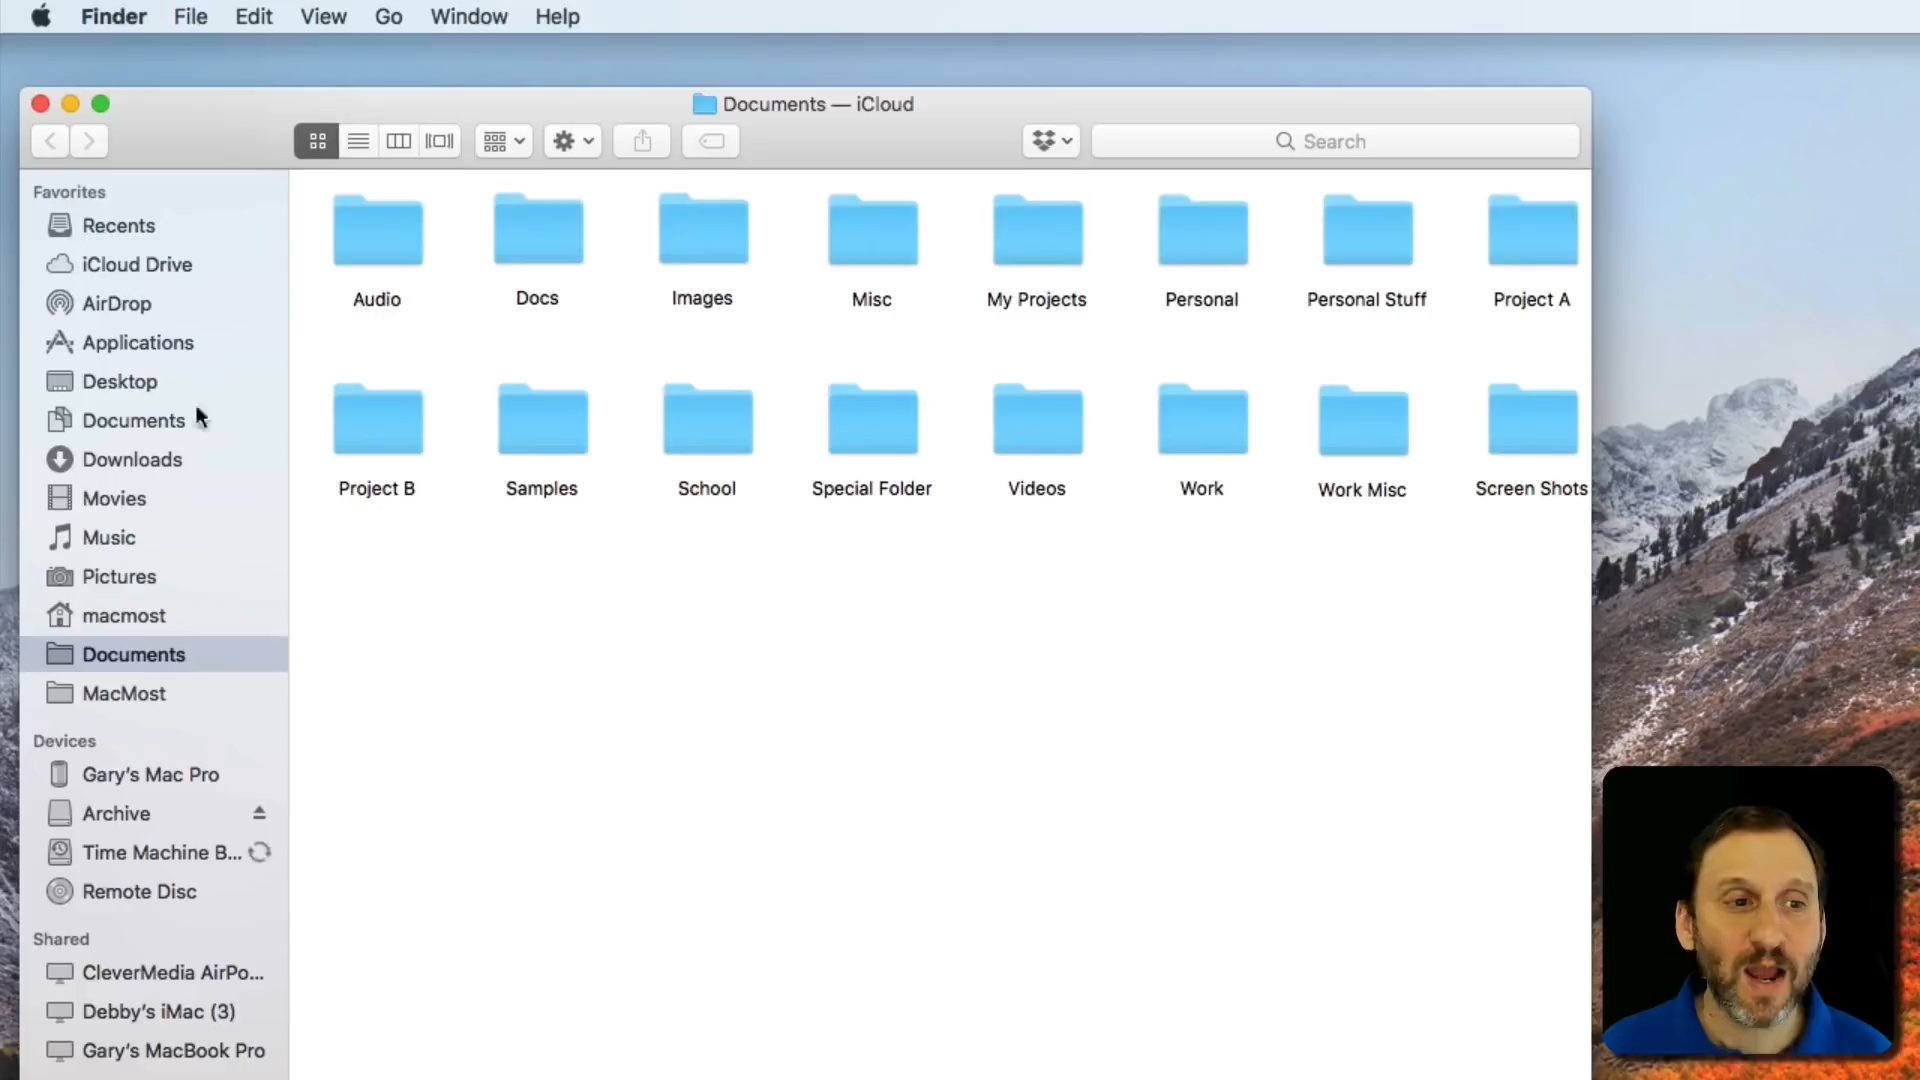 Finder File Edit View Go Window Help
Documents — iCloud
Search
Favorites
Recents
iCloud Drive
AirDrop
Applications
Desktop
Documents
Downloads
Movies
Music
Pictures
macmost
Documents
MacMost
Devices
Gary's Mac Pro
Archive
Time Machine B...
Remote Disc
Shared
CleverMedia AirPo...
Debby's iMac (3)
Gary's MacBook Pro
Audio Docs Images Misc My Projects Personal Personal Stuff Project A
Project B Samples School Special Folder Videos Work Work Misc Screen Shots